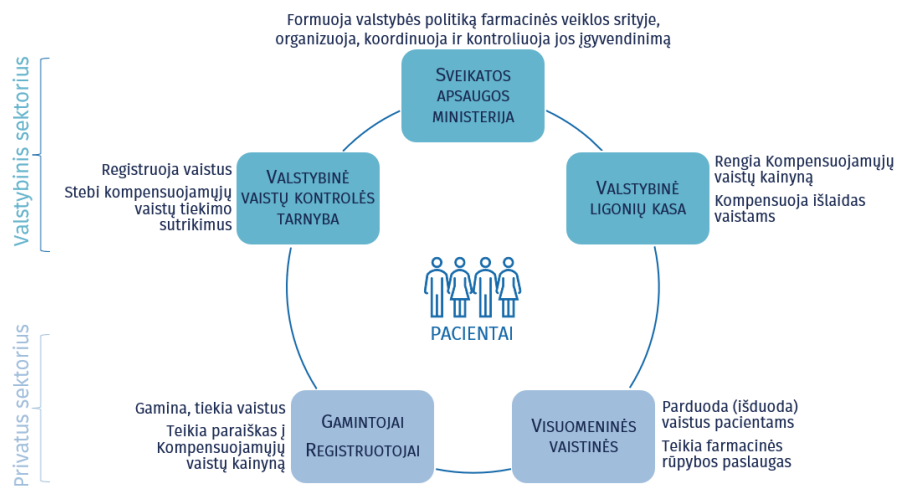 Formuoja valstybės politiką farmacinės veiklos srityje,
organizuoja, koordinuoja ir kontroliuoja jos įgyvendinimą
Sveikatos
apsaugos
ministerija
Valstybinis sektorius
Registruoja vaistus
Stebi kompensuojamųjų
vaistų tiekimo
sutrikimus
Valstybinė
vaistų kontrolės
tarnyba
Valstybinė
ligonių kasa
Rengia Kompensuojamųjų
vaistų kainyną
Kompensuoja išlaidas
vaistams
PACIENTAI
Privatus sektorius
Gamina, tiekia vaistus
Teikia paraiškas į
Kompensuojamųjų
vaistų kainyną
Gamintojai
Registruotojai
Visuomeninės
vaistinės
Parduoda (išduoda)
vaistus pacientams
Teikia farmacinės
rūpybos paslaugas